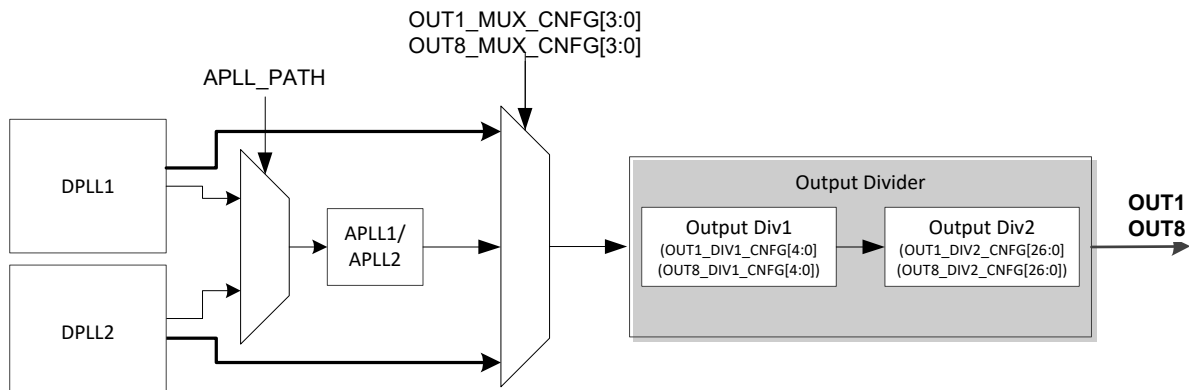 OUT1_MUX_CNFG[3:0]
OUT8_MUX_CNFG[3:0]
APLL_PATH
DPLL1
DPLL2
APLL1/
APLL2
Output Divider
Output Div1
(OUT1_DIV1_CNFG[4:0]
(OUT8_DIV1_CNFG[4:0])
Output Div2
(OUT1_DIV2_CNFG[26:0]
(OUT8_DIV2_CNFG[26:0])
OUT1
OUT8